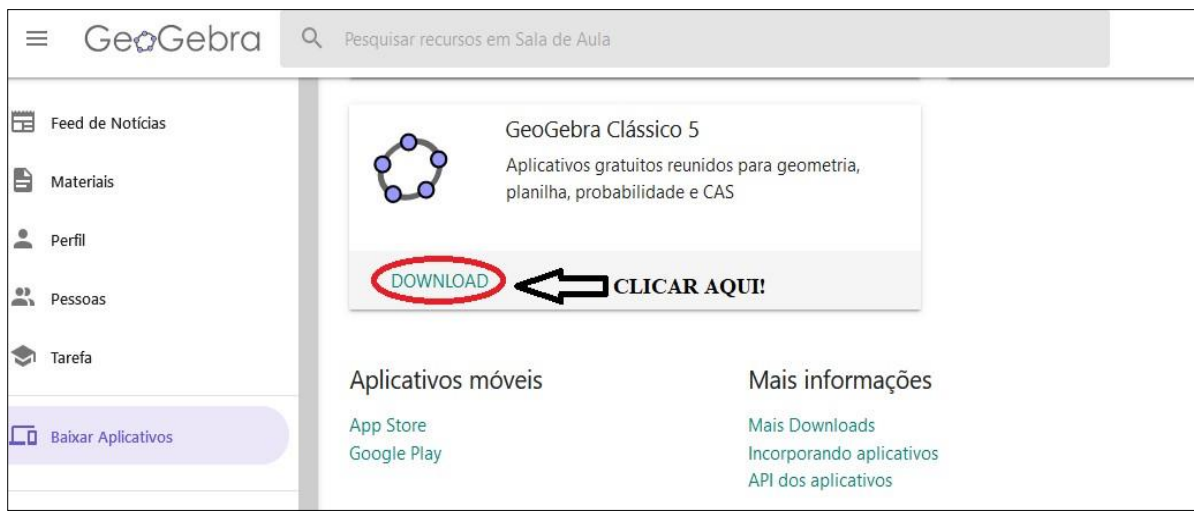 GeoGebra
Pesquisar recursos em Sala de Aula
Feed de Notícias
Materiais
Perfil
Pessoas
Tarefa
Baixar Aplicativos
GeoGebra Clássico 5
Aplicativos gratuitos reunidos para geometria,
planilha, probabilidade e CAS
DOWNLOAD
CLICAR AQUI!
Aplicativos móveis
App Store
Google Play
Mais informações
Mais Downloads
Incorporando aplicativos
API dos aplicativos